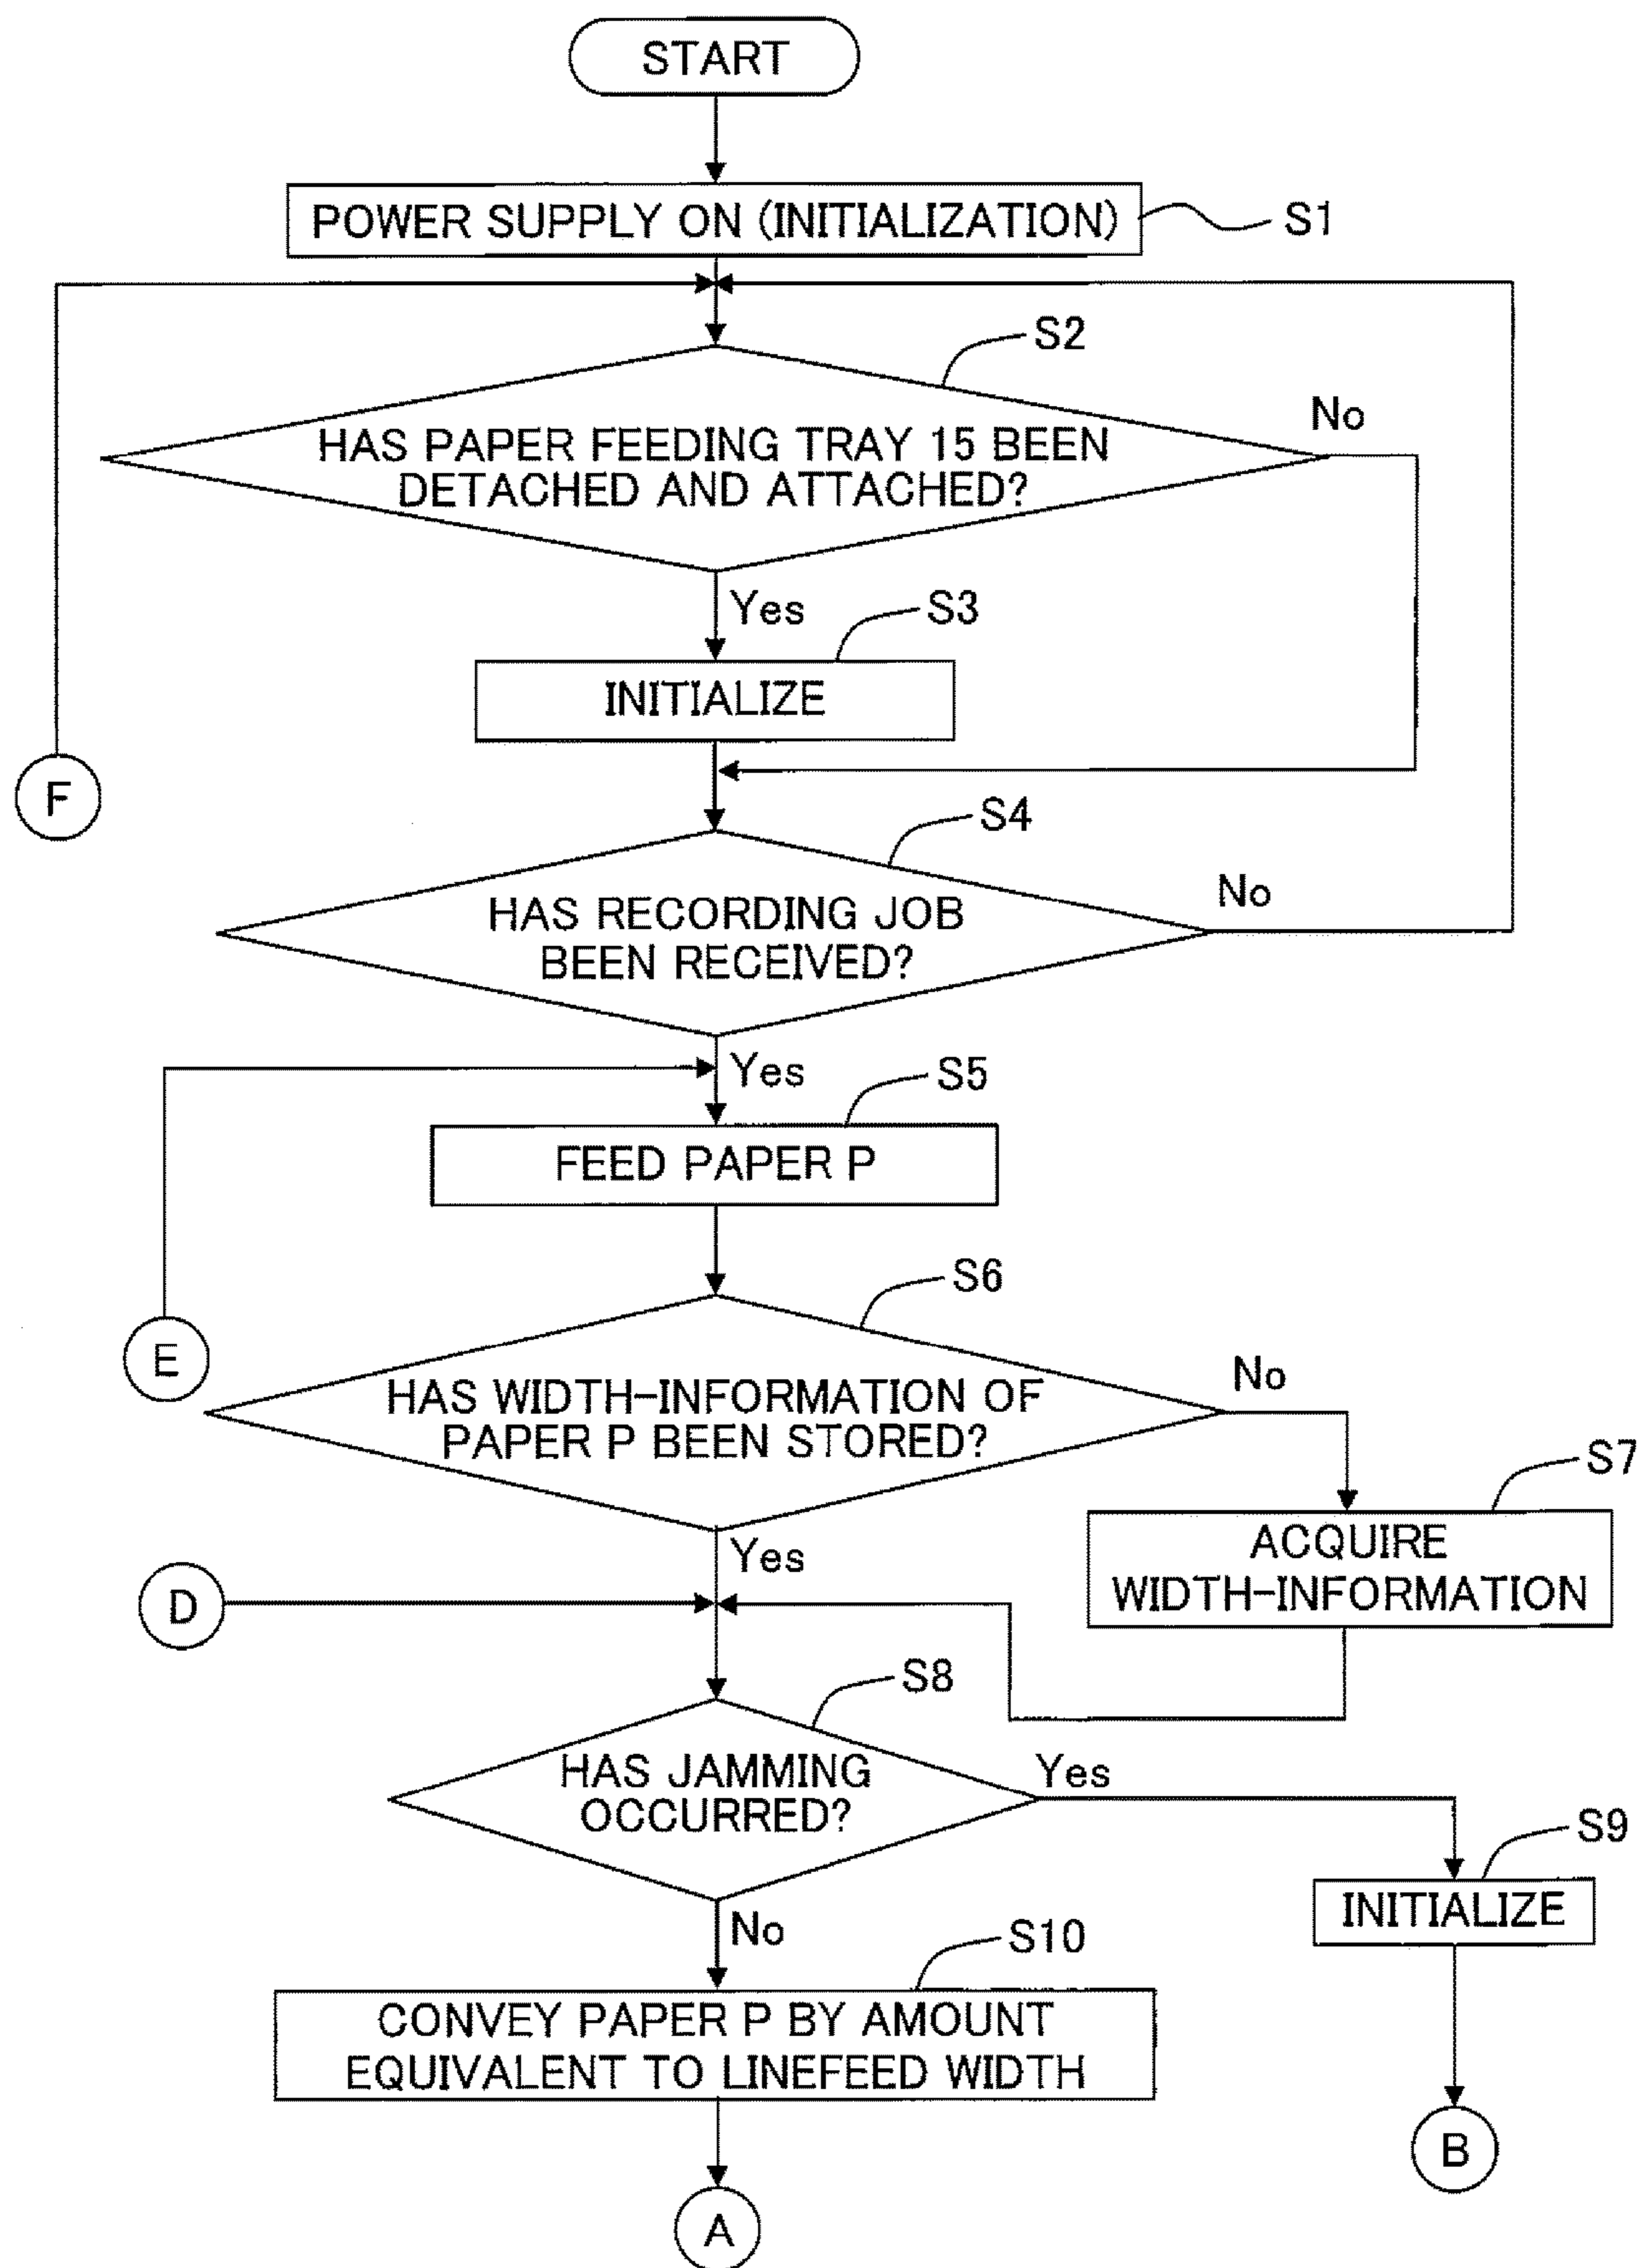 START
POWER SUPPLY ON (INITIALIZATION)
S1
S2
No
HAS PAPER FEEDING TRAY 15 BEEN
DETACHED AND ATTACHED?
Yes
S3
INITIALIZE
F
S4
No
HAS RECORDING JOB
BEEN RECEIVED?
Yes
S5
FEED PAPER P
S6
E
No
HAS WIDTH-INFORMATION OF
PAPER P BEEN STORED?
S7
ACQUIRE
WIDTH-INFORMATION
Yes
D
S8
HAS JAMMING
OCCURRED?
Yes
S9
INITIALIZE
No
S10
CONVEY PAPER P BY AMOUNT
EQUIVALENT TO LINEFEED WIDTH
B
A